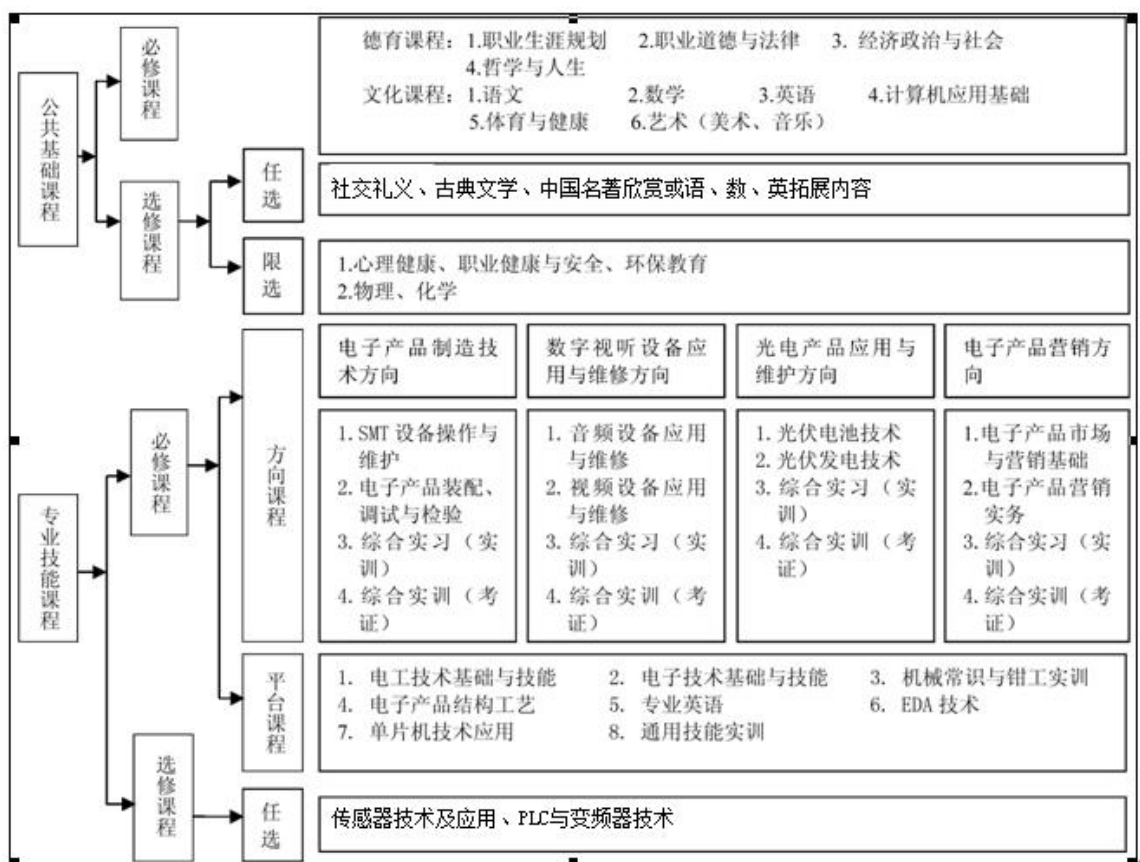 公共基础课程
必修课程
德育课程：1.职业生涯规划 2.职业道德与法律 3. 经济政治与社会
4.哲学与人生
文化课程：1.语文 2.数学 3.英语 4.计算机应用基础
5.体育与健康 6.艺术（美术、音乐）
选修课程
任选
社交礼义、古典文学、中国名著欣赏或语、数、英拓展内容
限选
1.心理健康、职业健康与安全、环保教育
2.物理、化学
专业技能课程
必修课程
方向课程
电子产品制造技
术方向
1. SMT 设备操作与
维护
2. 电子产品装配、
调试与检验
3. 综合实习（实
训）
4. 综合实训（考
证）
数字视听设备应
用与维修方向
1. 音频设备应用
与维修
2. 视频设备应用
与维修
3. 综合实习（实
训）
4. 综合实训（考
证）
光电产品应用与
维护方向
1. 光伏电池技术
2. 光伏发电技术
3. 综合实习（实
训）
4. 综合实训（考
证）
电子产品营销方
向
1.电子产品市场
与营销基础
2.电子产品营销
实务
3. 综合实习（实
训）
4. 综合实训（考
证）
平台课程
1. 电工技术基础与技能 2. 电子技术基础与技能 3. 机械常识与钳工实训
4. 电子产品结构工艺 5. 专业英语 6. EDA 技术
7. 单片机技术应用 8. 通用技能实训
选修课程
任选
传感器技术及应用、PLC与变频器技术